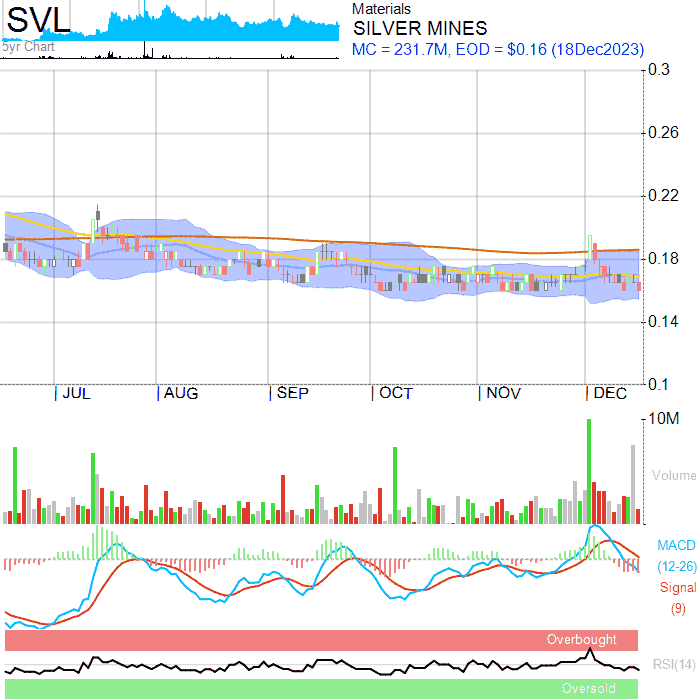 SVL
5yr Chart
Materials
SILVER MINES
MC = 231.7M, EOD = $0.16 (18Dec2023)
0.3
0.26
0.22
0.18
0.14
0.1
JUL AUG SEP OCT NOV DEC
10M
Volume
MACD
(12-26)
Signal
(9)
Overbought
RSI(14)
Oversold